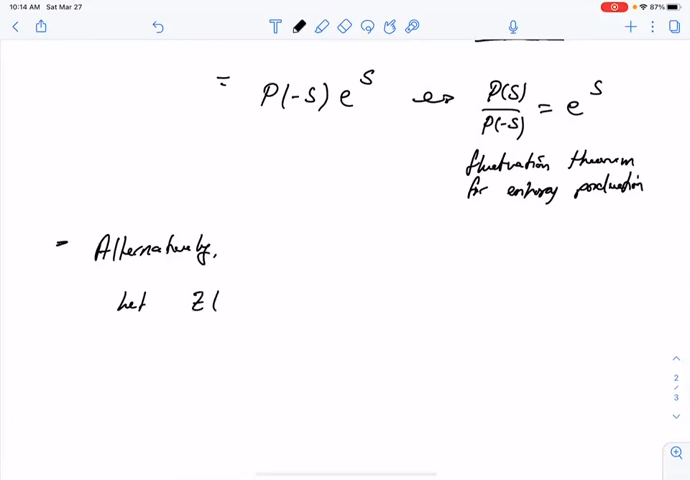 10:14 AM Sat Mar 27
87%
= P(-S) e^S ⟺ P(S)/P(-S) = e^S
fluctuation theorem
for entropy production
- Alternatively,
Let Z(
2
/
3